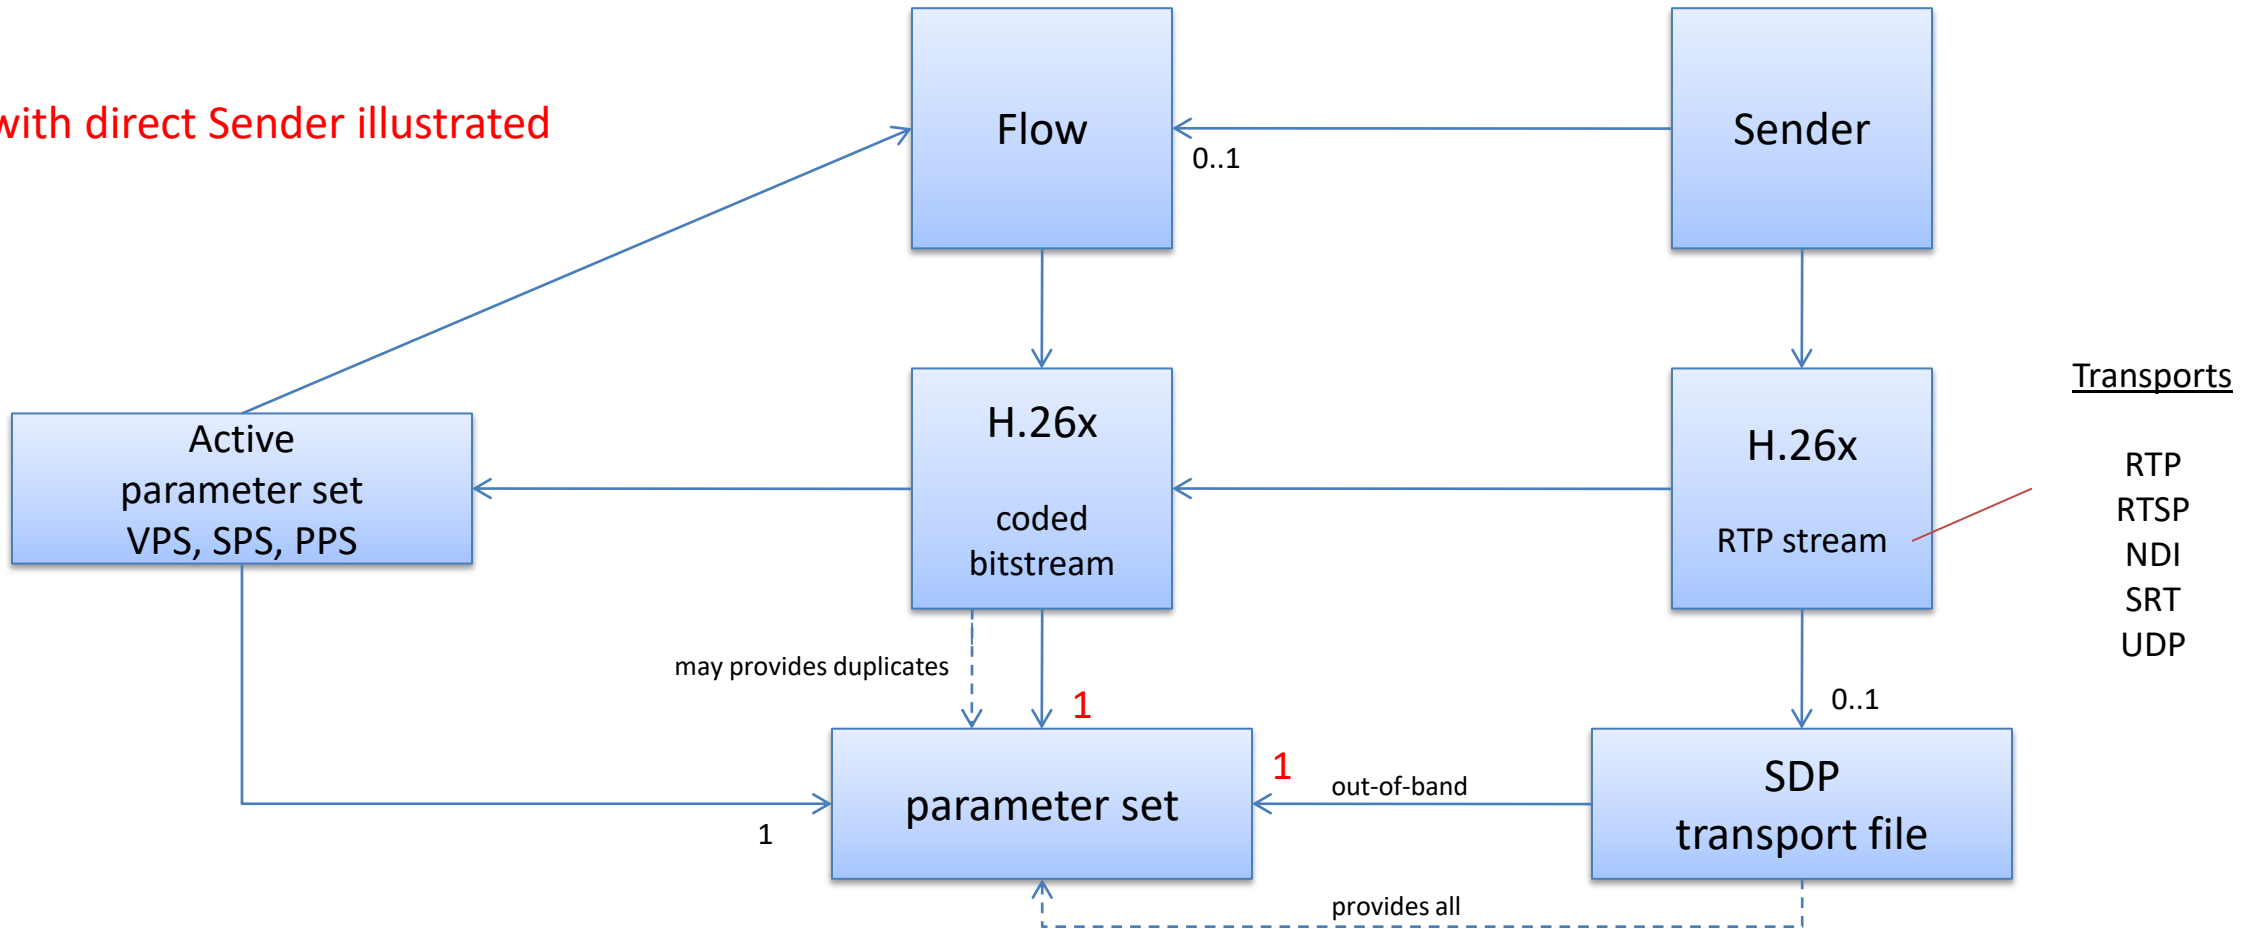 with direct Sender illustrated
Flow
0..1
Sender
Active
parameter set
VPS, SPS, PPS
H.26x
coded
bitstream
H.26x
RTP stream
Transports
RTP
RTSP
NDI
SRT
UDP
may provides duplicates
1
0..1
1
parameter set
1
out-of-band
SDP
transport file
provides all